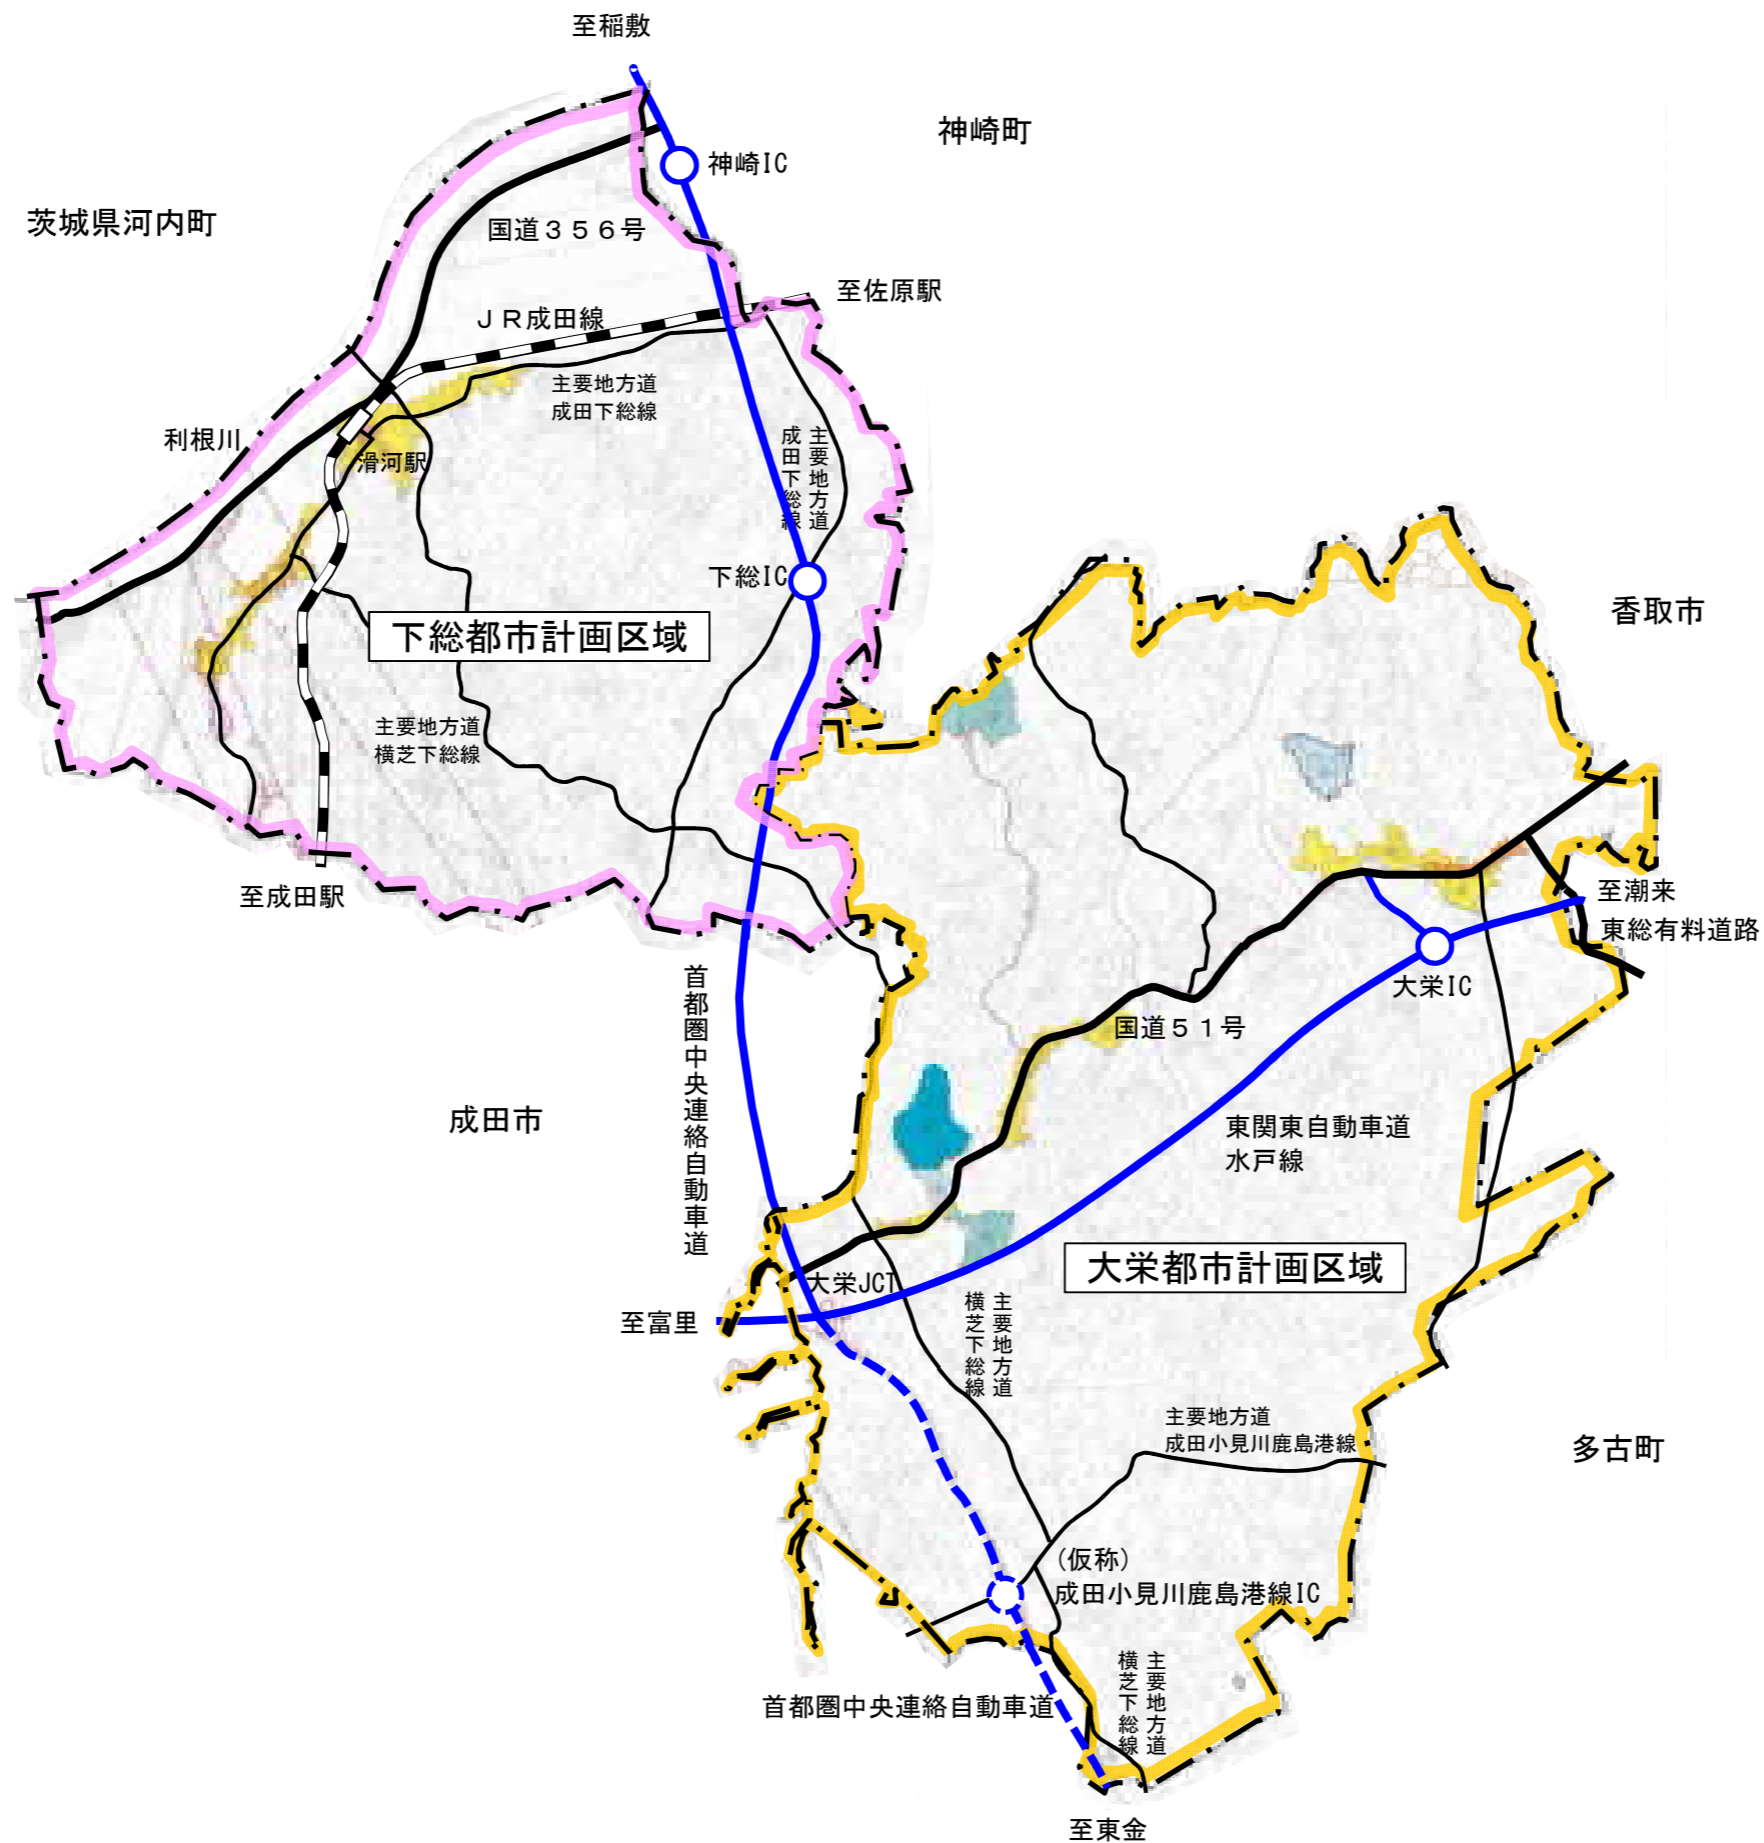 至稲敷
神崎町
神崎IC
茨城県河内町
国道３５６号
至佐原駅
ＪＲ成田線
主要地方道
成田下総線
利根川
滑河駅
主要地方道
成田下総線
下総IC
香取市
下総都市計画区域
主要地方道
横芝下総線
至成田駅
至潮来
東総有料道路
大栄IC
首都圏中央連絡自動車道
国道５１号
成田市
東関東自動車道
水戸線
大栄都市計画区域
大栄JCT
至富里
主要地方道
横芝下総線
主要地方道
成田小見川鹿島港線
多古町
(仮称)
成田小見川鹿島港線IC
主要地方道
横芝下総線
首都圏中央連絡自動車道
至東金